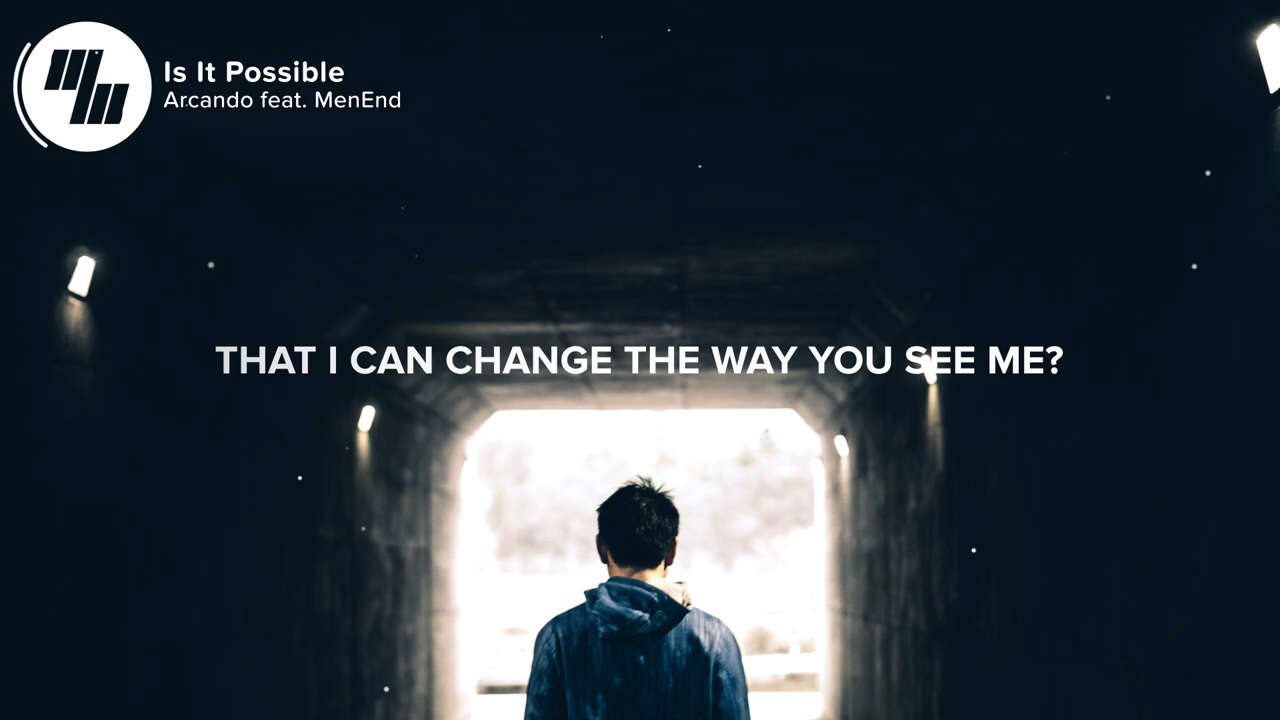 Is It Possible
Arcando feat. MenEnd
THAT I CAN CHANGE THE WAY YOU SEE ME?